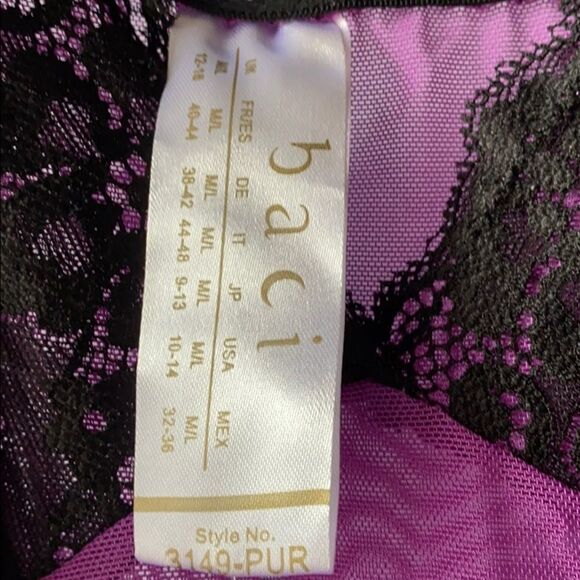 baci
UK FR/ES DE IT JP USA MEX
M/L M/L M/L M/L M/L M/L M/L
12-16 40-44 38-42 44-48 9-13 10-14 32-36
Style No.
3149-PUR